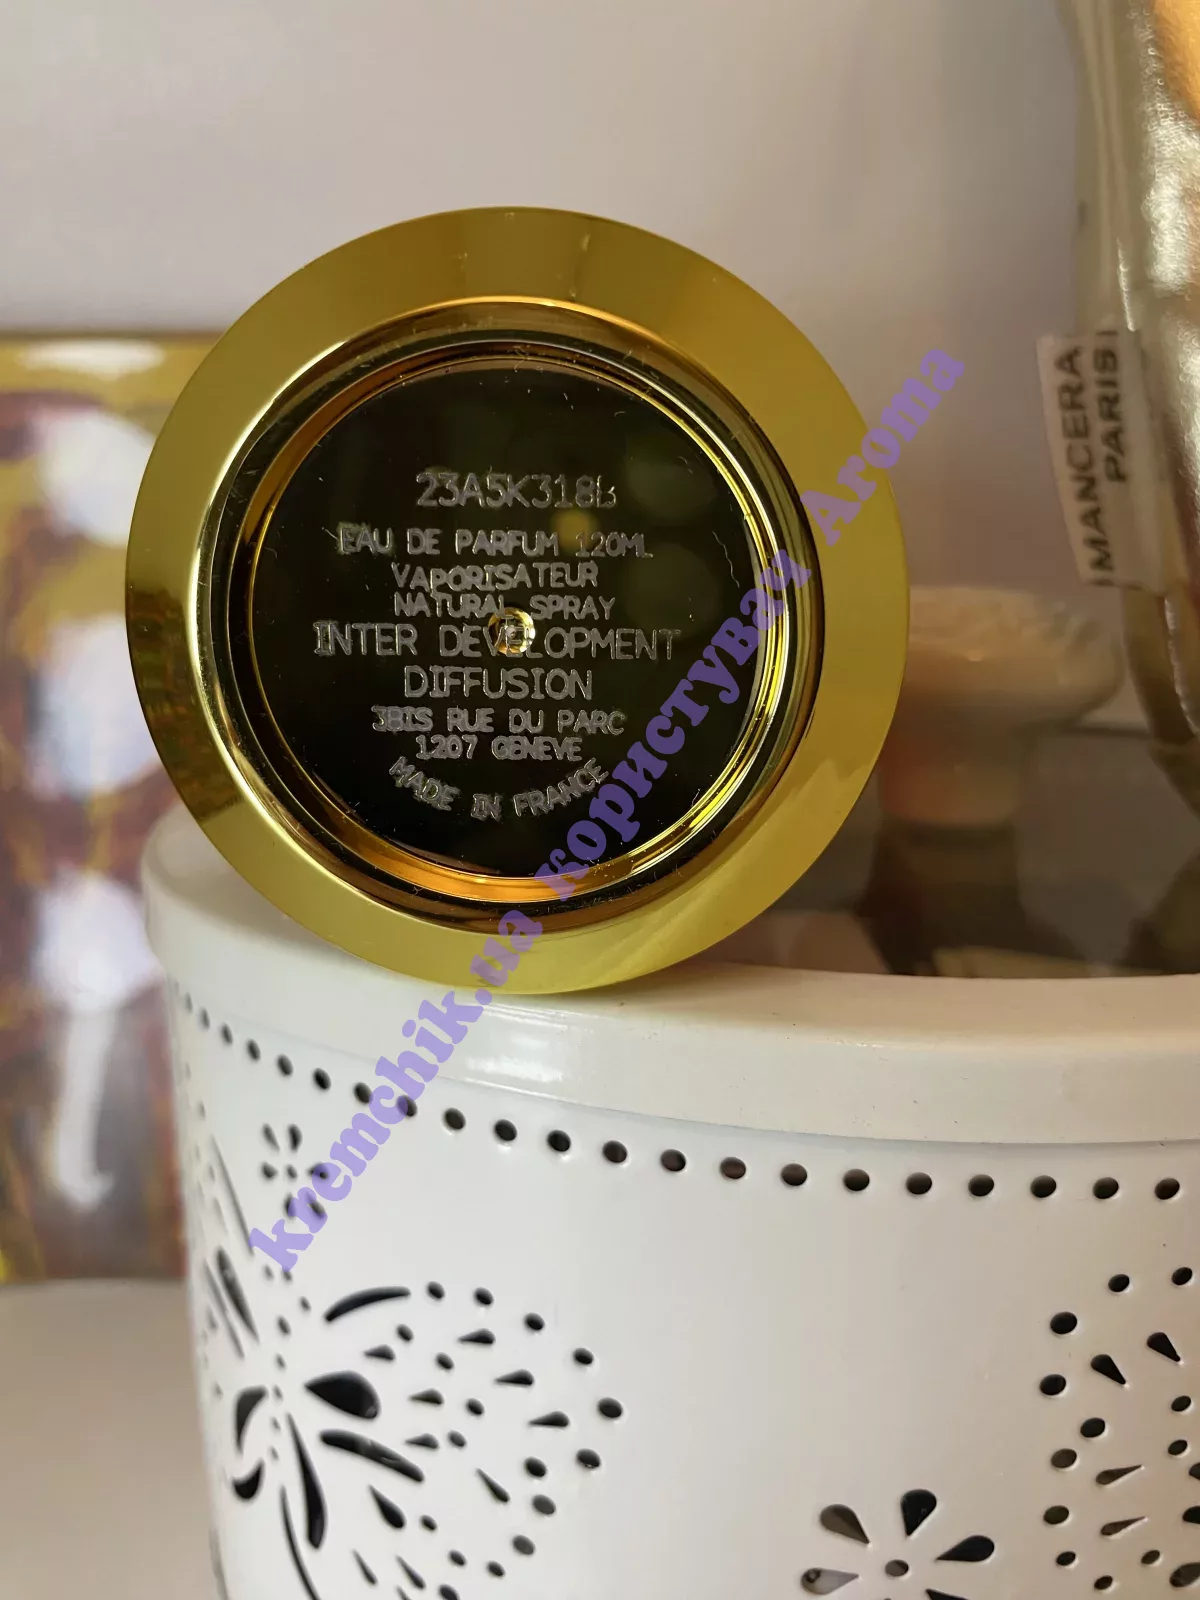 23A5K318b
EAU DE PARFUM 120ML
VAPORISATEUR
NATURAL SPRAY
INTER DEVELOPMENT
DIFFUSION
3BIS RUE DU PARC
1207 GENEVE
MADE IN FRANCE
MANCERA
PARIS
kremchik.ua користувач Aroma